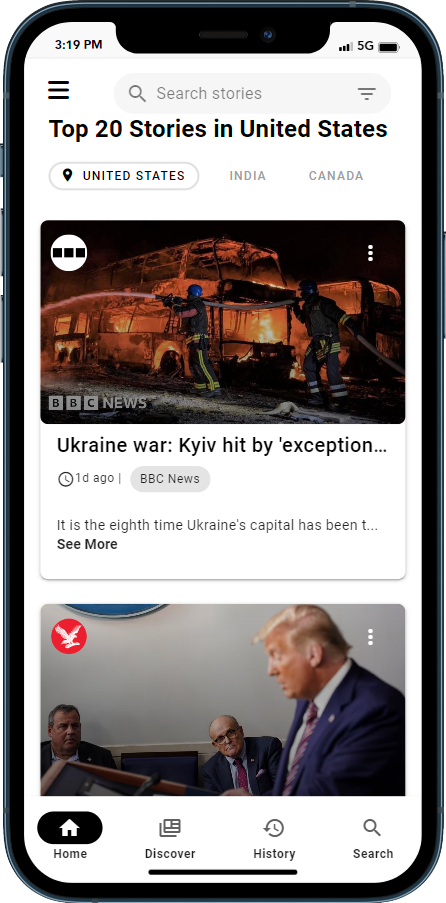 3:19 PM
5G
Search stories
Top 20 Stories in United States
UNITED STATES
INDIA
CANADA
BBC NEWS
Ukraine war: Kyiv hit by 'exception...
1d ago |
BBC News
It is the eighth time Ukraine's capital has been t...
See More
Home
Discover
History
Search